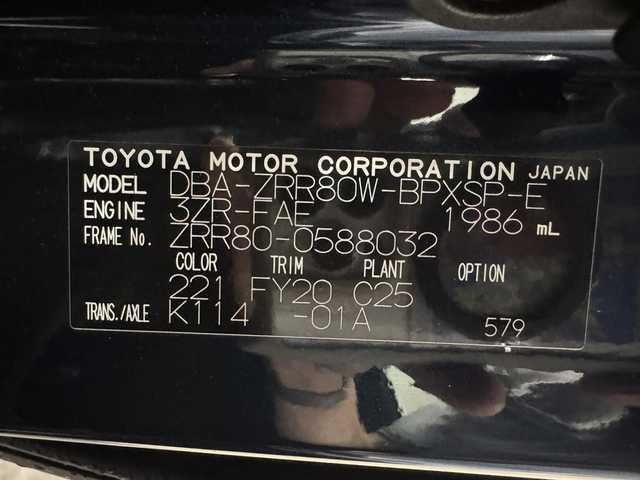 TOYOTA MOTOR CORPORATION JAPAN
MODEL DBA-ZRR80W-BPXSP-E
ENGINE 3ZR-FAE 1986 mL
FRAME No. ZRR80-0588032
COLOR TRIM PLANT OPTION
221 FY20 C25
TRANS./AXLE K114 -01A 579